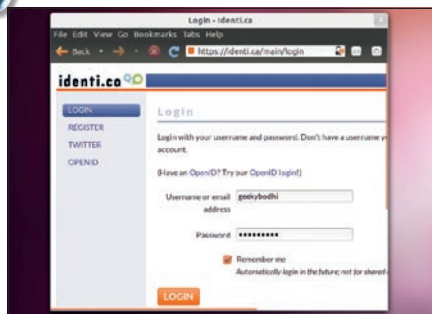 Login - Identi.ca
File Edit View Go Bookmarks Tabs Help
Back https://identi.ca/main/login
identi.ca
LOGIN
REGISTER
TWITTER
OPENID
Login
Login with your username and password. Don't have a username
account.
(Have an OpenID? Try our OpenID login!)
Username or email
address
geekybodhi
Password •••••••••
Remember me
Automatically login in the future; not for shared
LOGIN